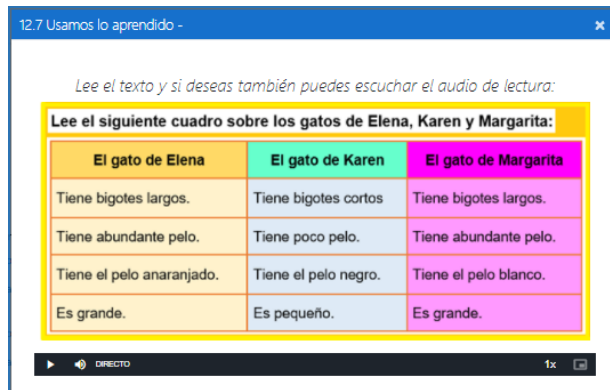 12.7 Usamos lo aprendido -
Lee el texto y si deseas también puedes escuchar el audio de lectura:
Lee el siguiente cuadro sobre los gatos de Elena, Karen y Margarita:
El gato de Elena El gato de Karen El gato de Margarita
Tiene bigotes largos. Tiene bigotes cortos Tiene bigotes largos.
Tiene abundante pelo. Tiene poco pelo. Tiene abundante pelo.
Tiene el pelo anaranjado. Tiene el pelo negro. Tiene el pelo blanco.
Es grande. Es pequeño. Es grande.
DIRECTO 1x